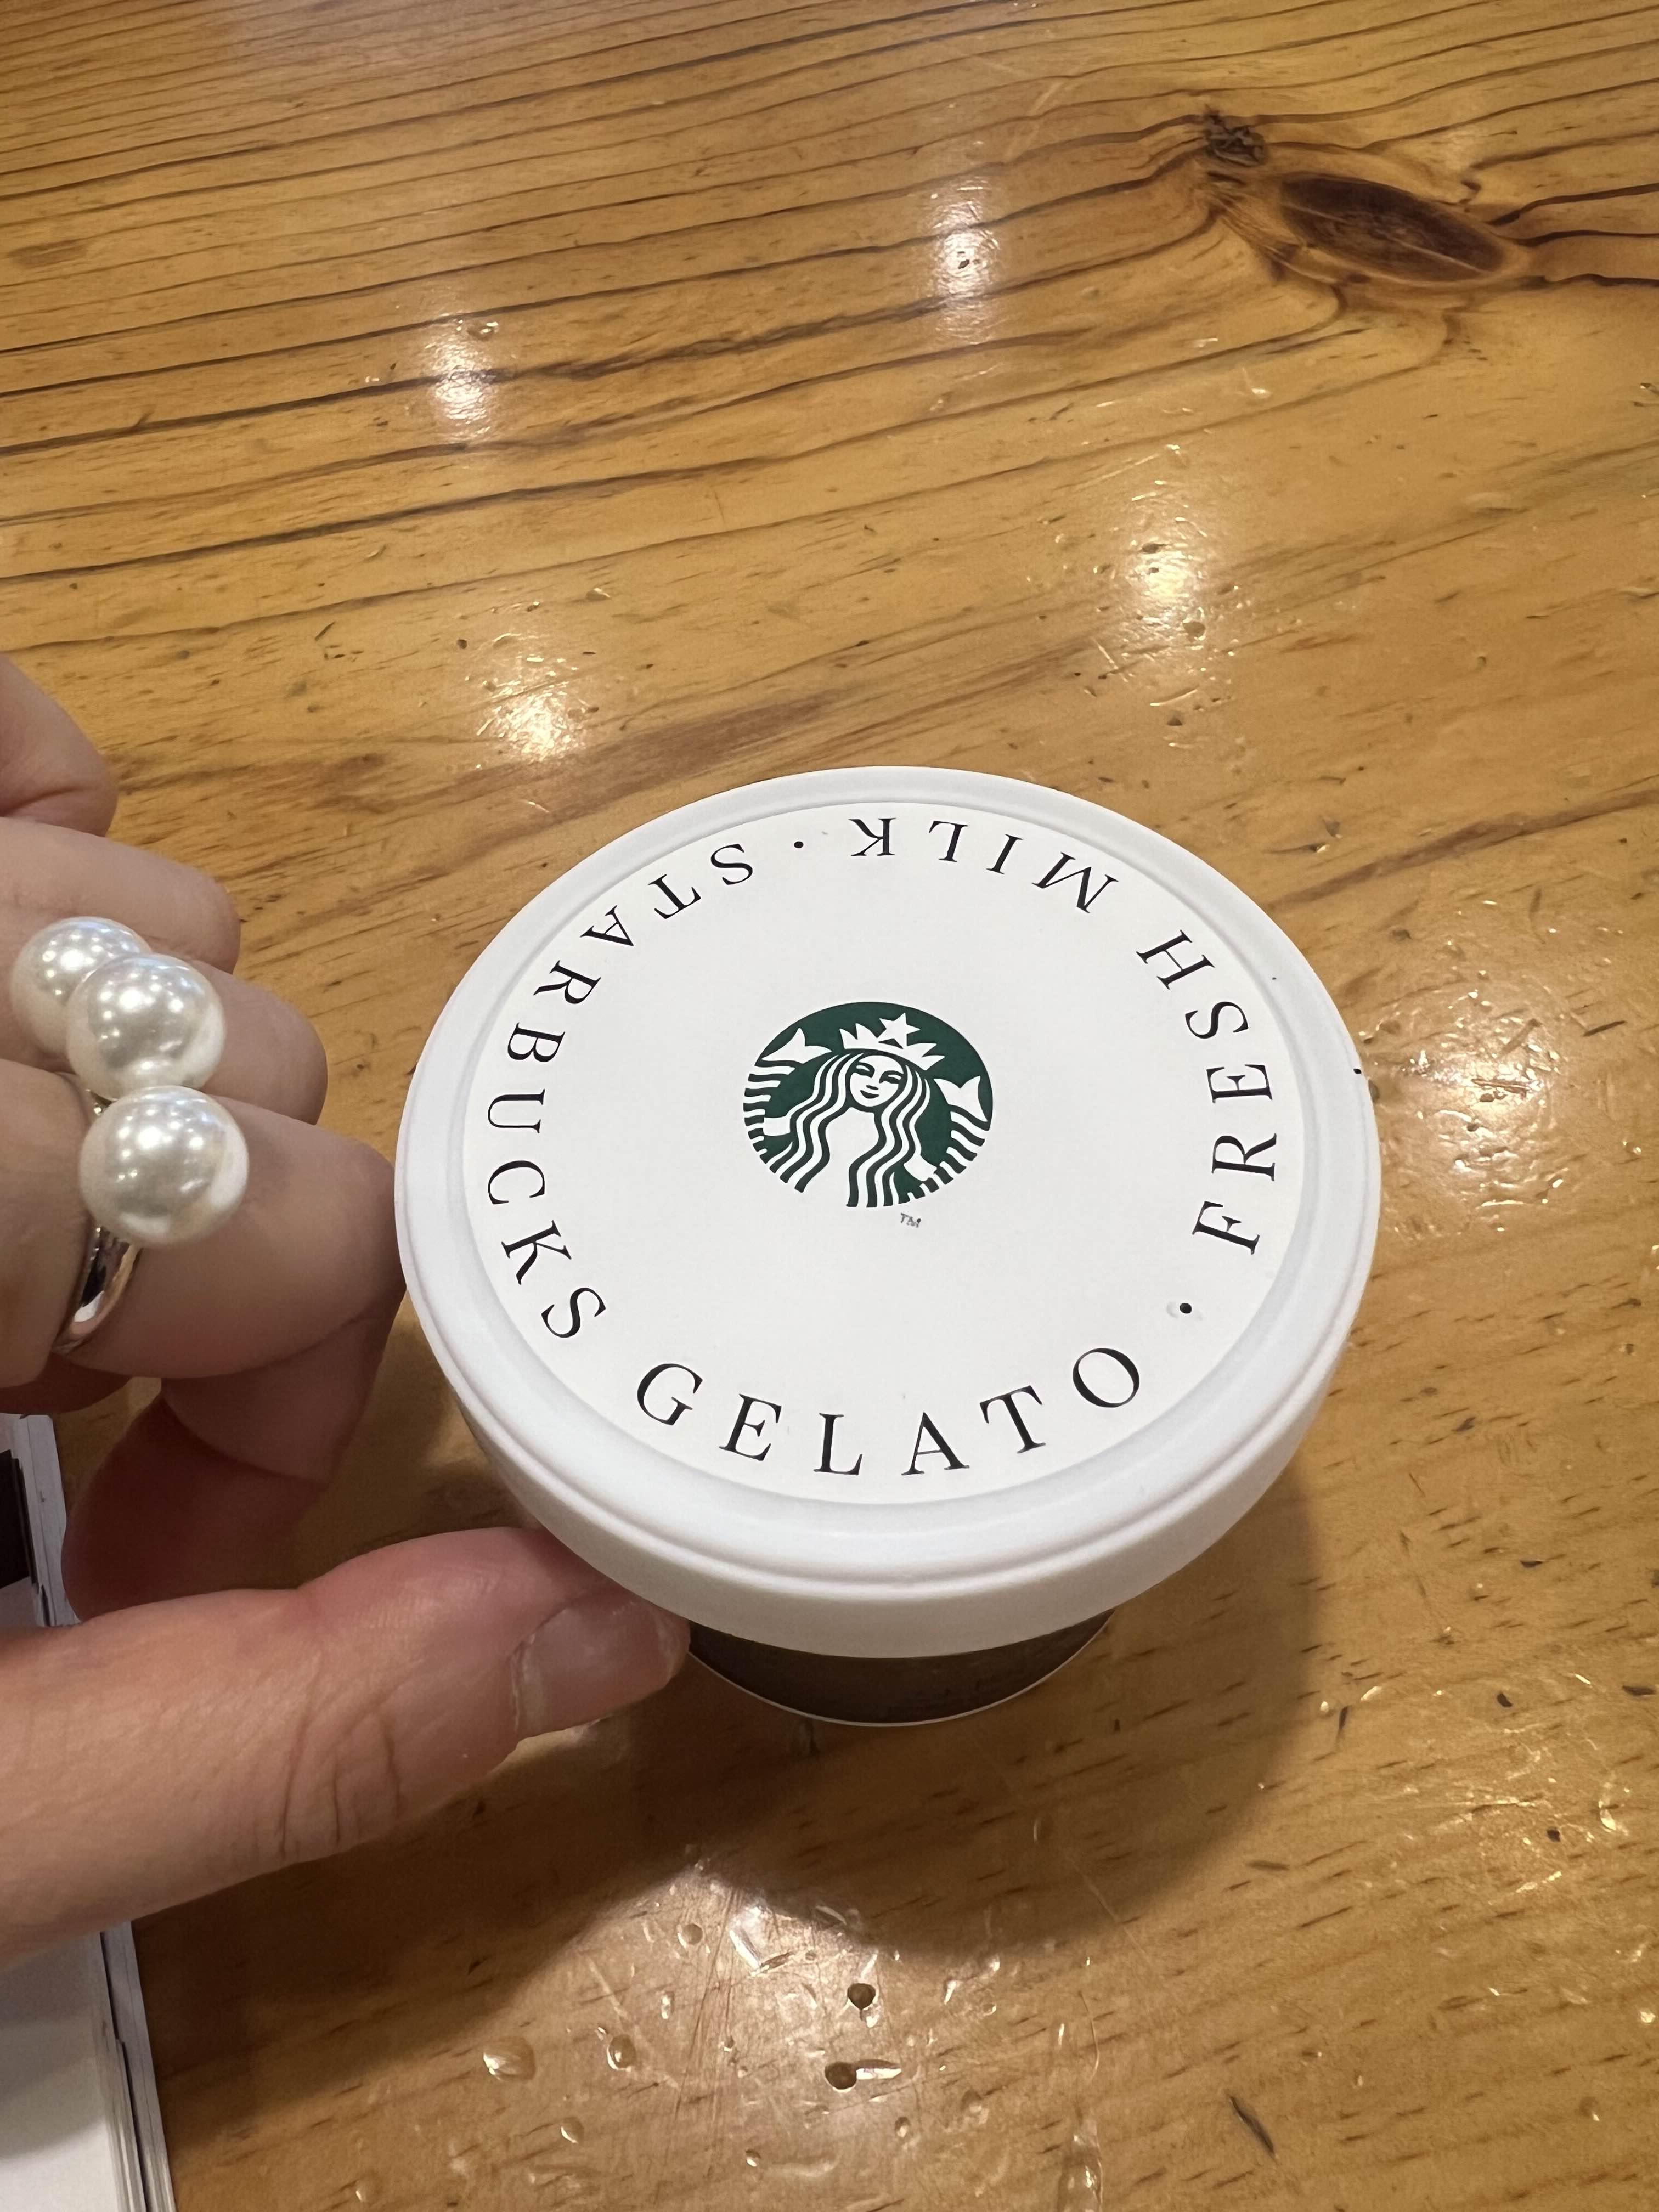 STARBUCKS GELATO · FRESH MILK ·
TM